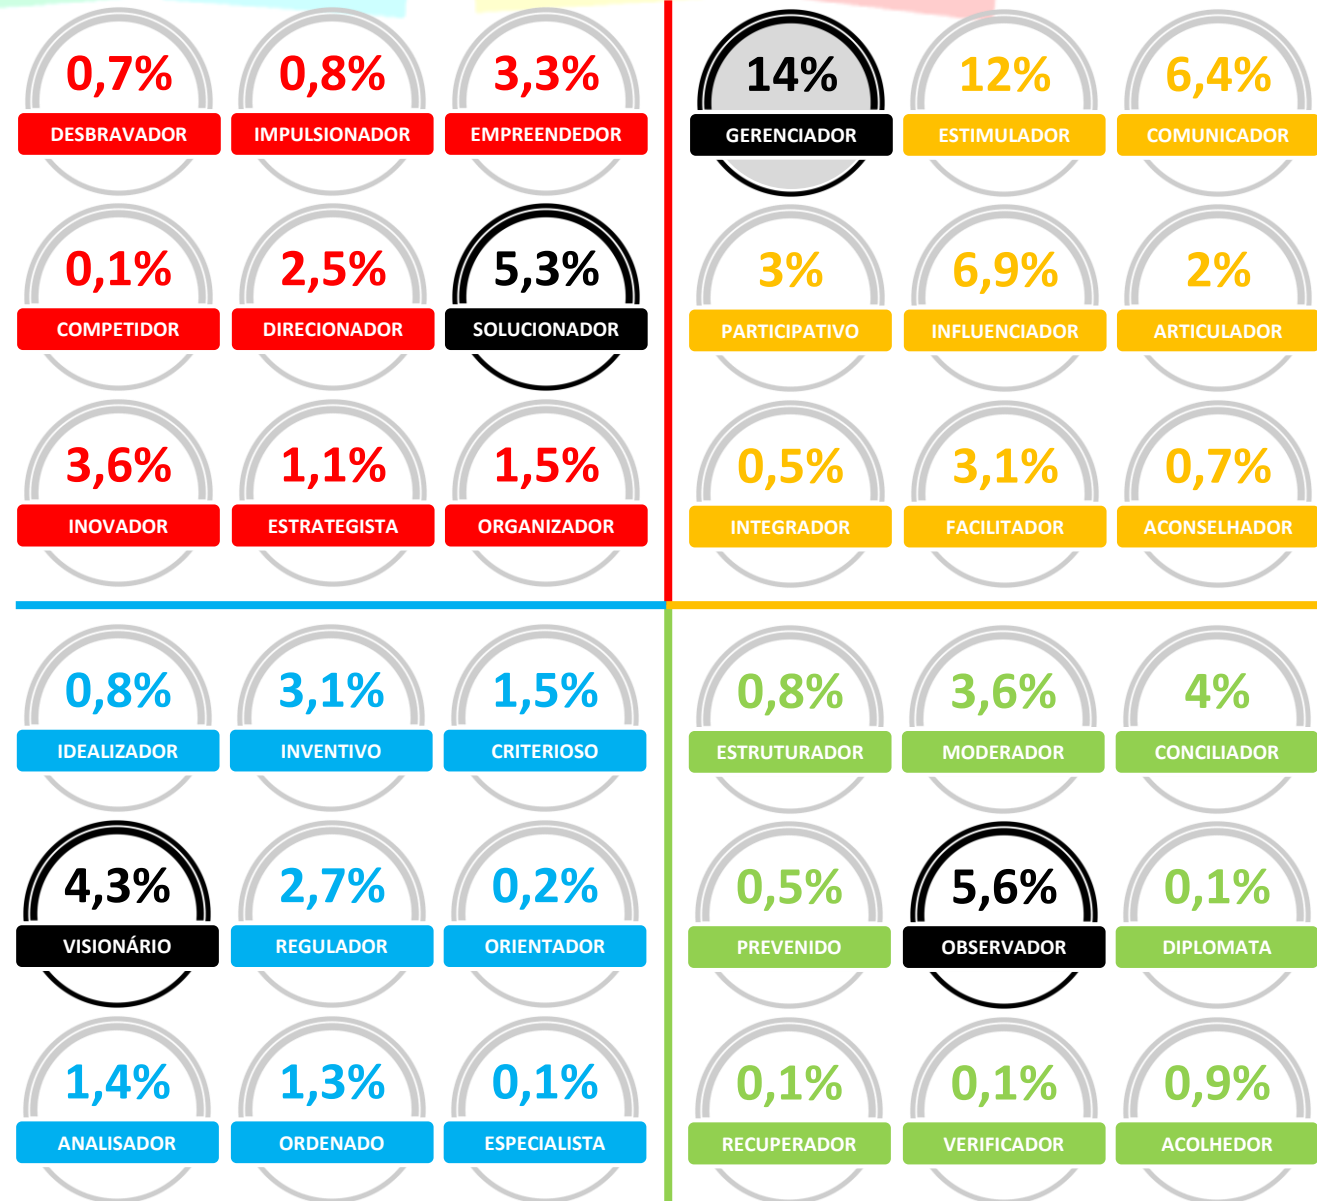 0,7%
DESBRAVADOR
0,8%
IMPULSIONADOR
3,3%
EMPREENDEDOR
0,1%
COMPETIDOR
2,5%
DIRECIONADOR
5,3%
SOLUCIONADOR
3,6%
INOVADOR
1,1%
ESTRATEGISTA
1,5%
ORGANIZADOR
14%
GERENCIADOR
12%
ESTIMULADOR
6,4%
COMUNICADOR
3%
PARTICIPATIVO
6,9%
INFLUENCIADOR
2%
ARTICULADOR
0,5%
INTEGRADOR
3,1%
FACILITADOR
0,7%
ACONSELHADOR
0,8%
IDEALIZADOR
3,1%
INVENTIVO
1,5%
CRITERIOSO
4,3%
VISIONÁRIO
2,7%
REGULADOR
0,2%
ORIENTADOR
1,4%
ANALISADOR
1,3%
ORDENADO
0,1%
ESPECIALISTA
0,8%
ESTRUTURADOR
3,6%
MODERADOR
4%
CONCILIADOR
0,5%
PREVENIDO
5,6%
OBSERVADOR
0,1%
DIPLOMATA
0,1%
RECUPERADOR
0,1%
VERIFICADOR
0,9%
ACOLHEDOR